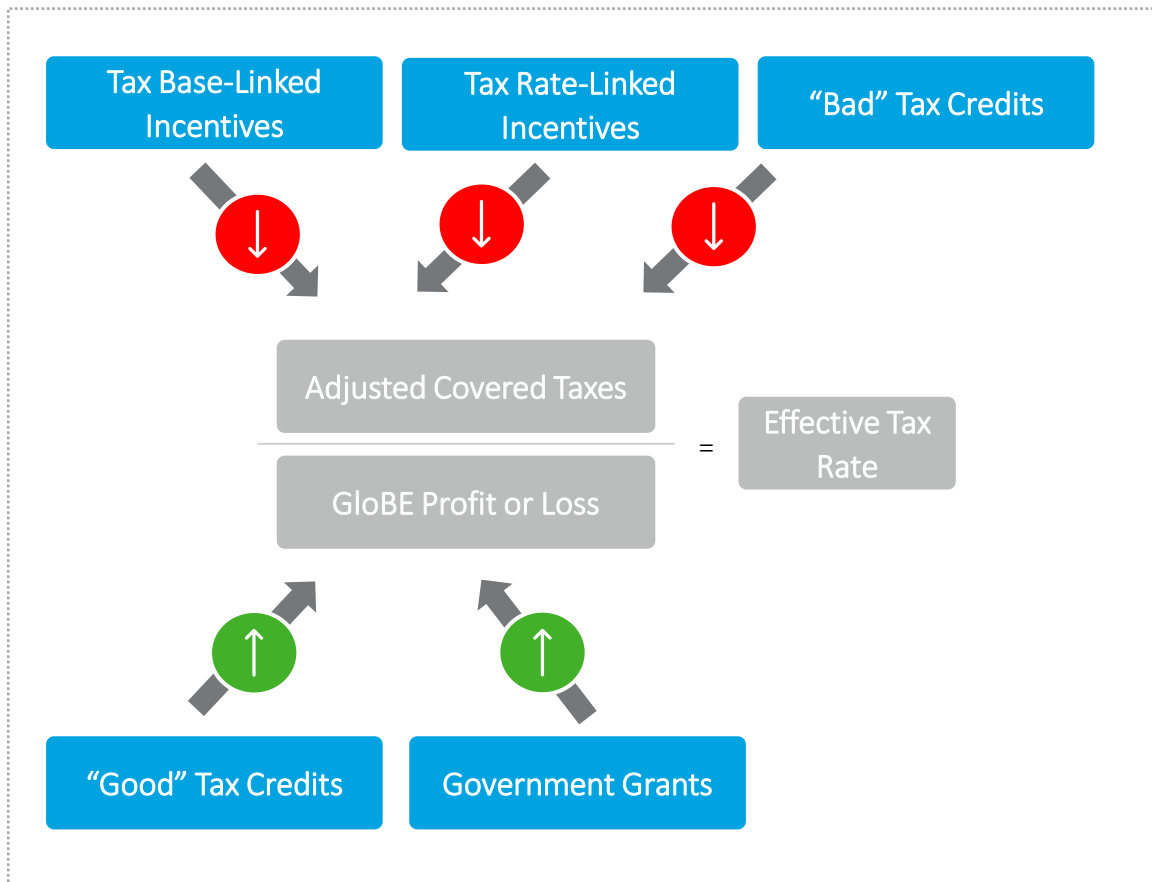 Tax Base-Linked
Incentives
Tax Rate-Linked
Incentives
“Bad” Tax Credits
Adjusted Covered Taxes
GloBE Profit or Loss
=
Effective Tax
Rate
“Good” Tax Credits
Government Grants